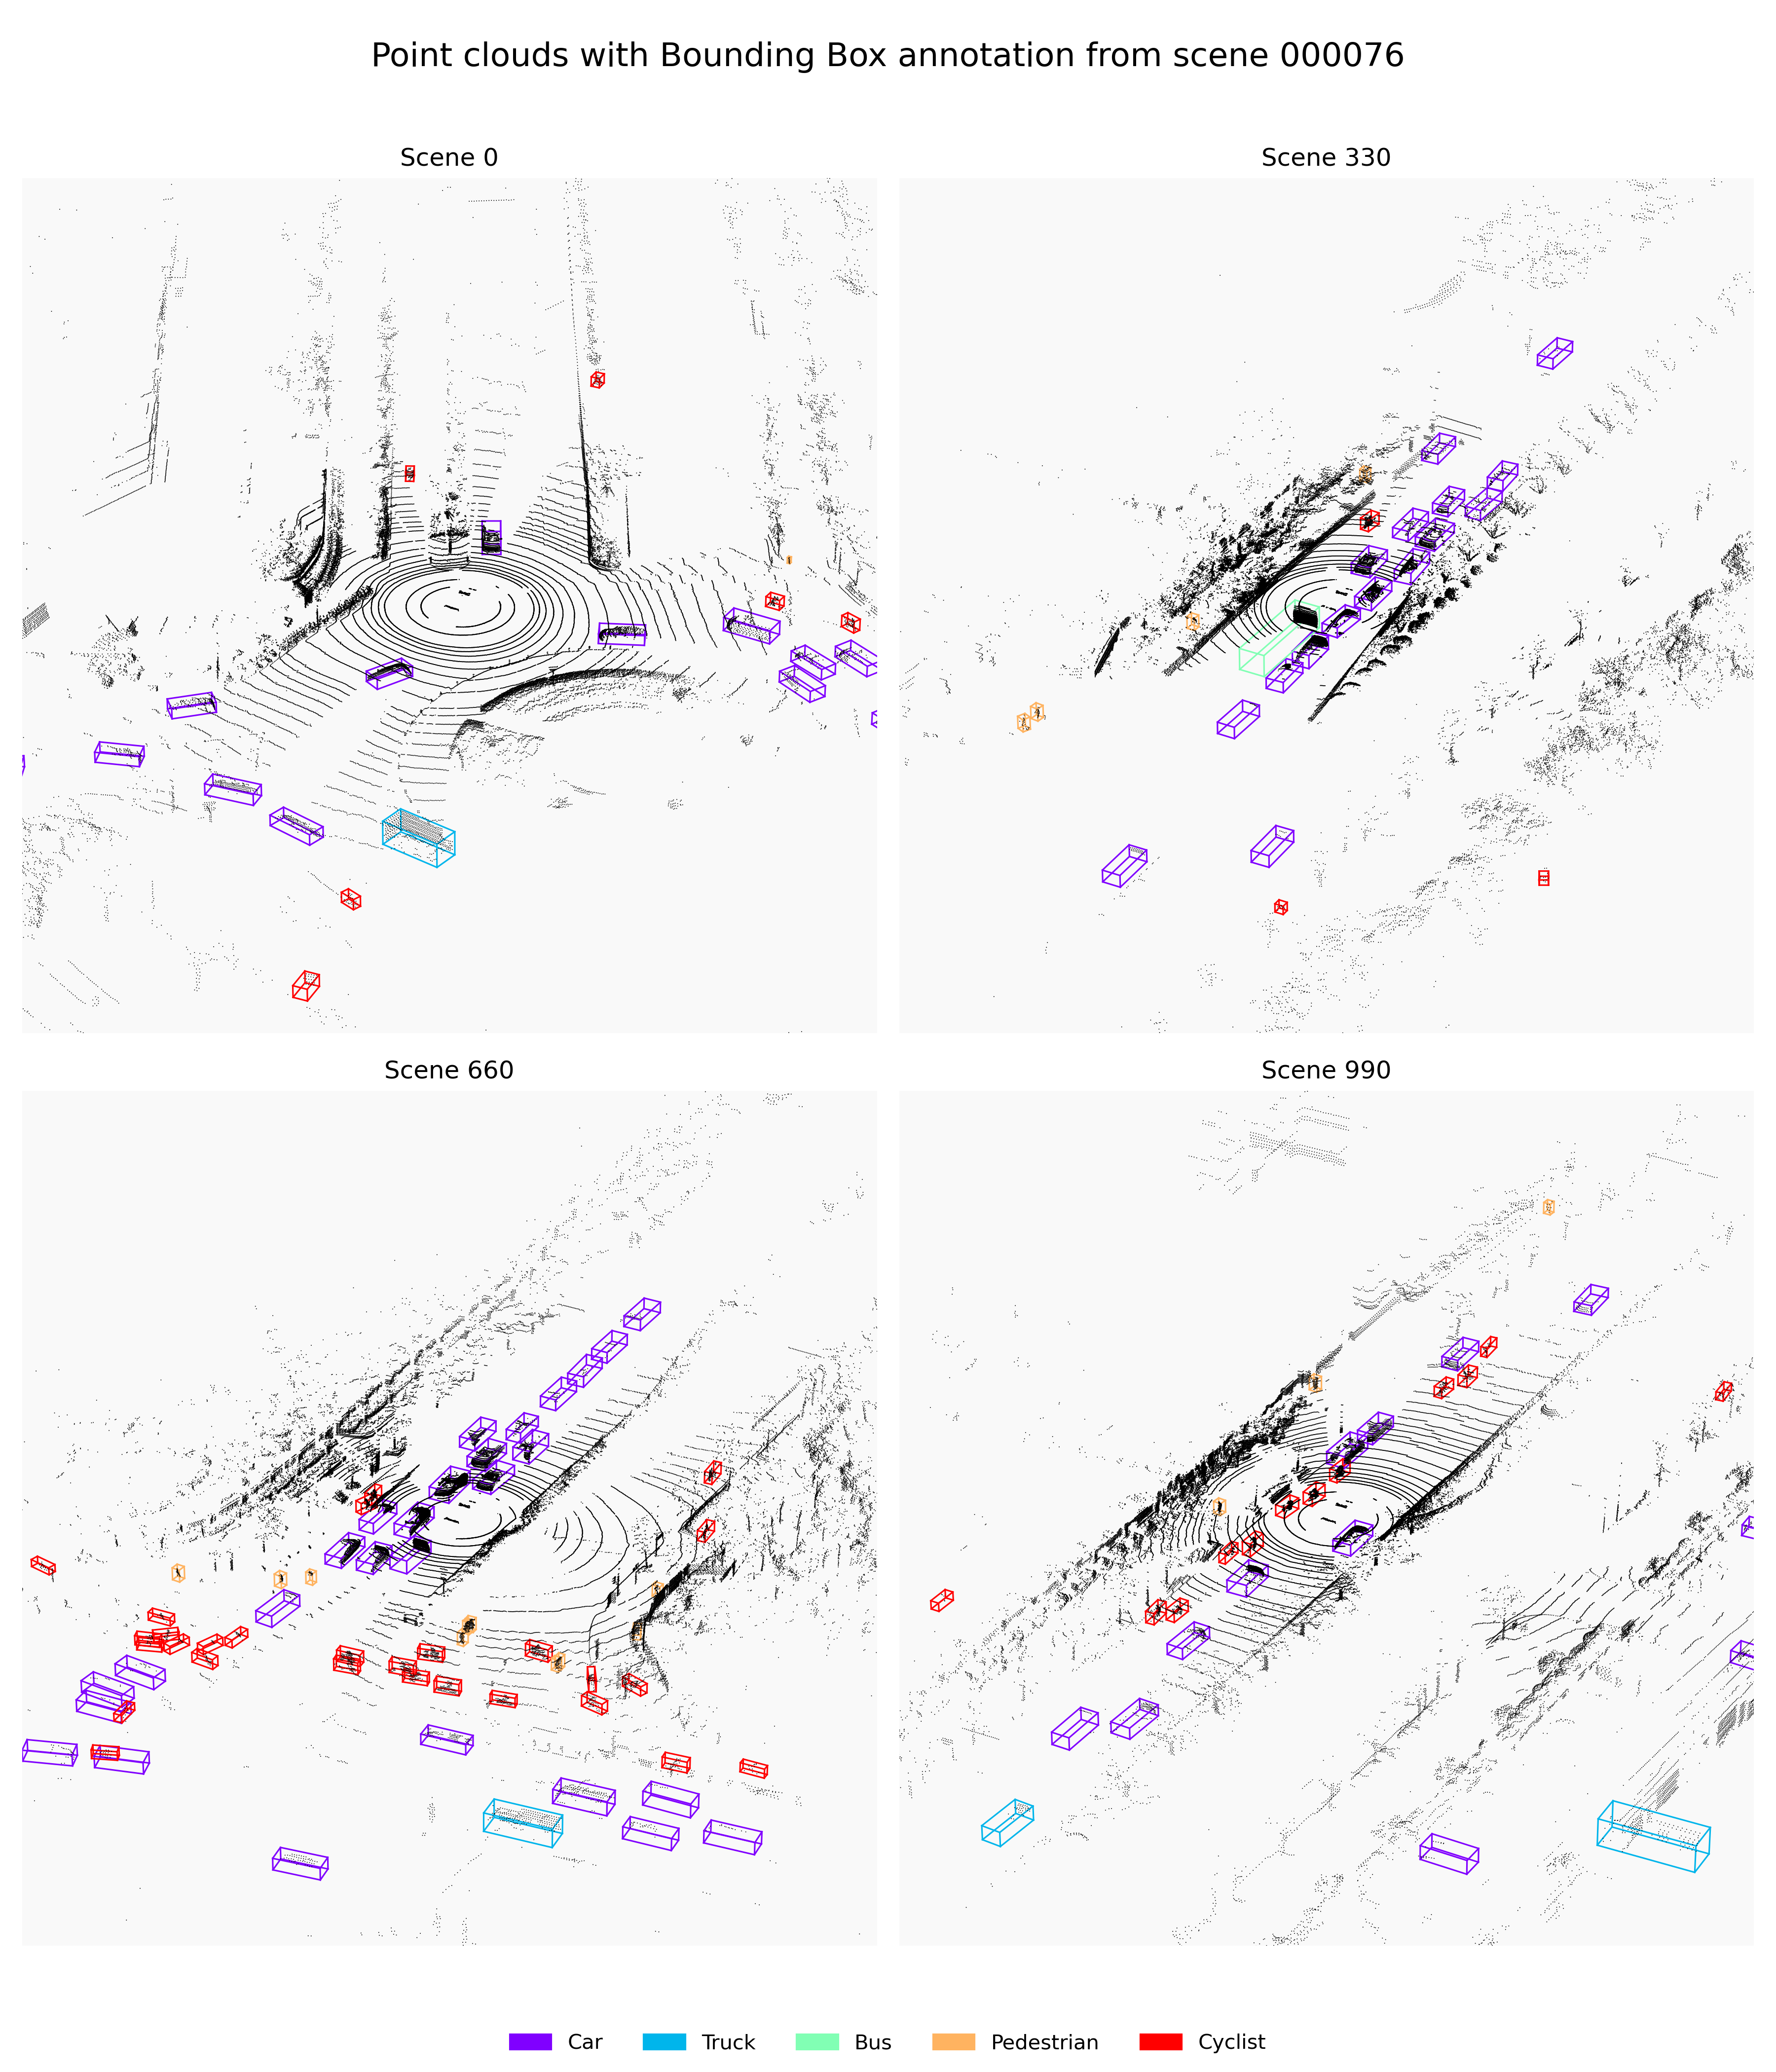 Point clouds with Bounding Box annotation from scene 000076
Scene 0
Scene 330
Scene 660
Scene 990
Car Truck Bus Pedestrian Cyclist